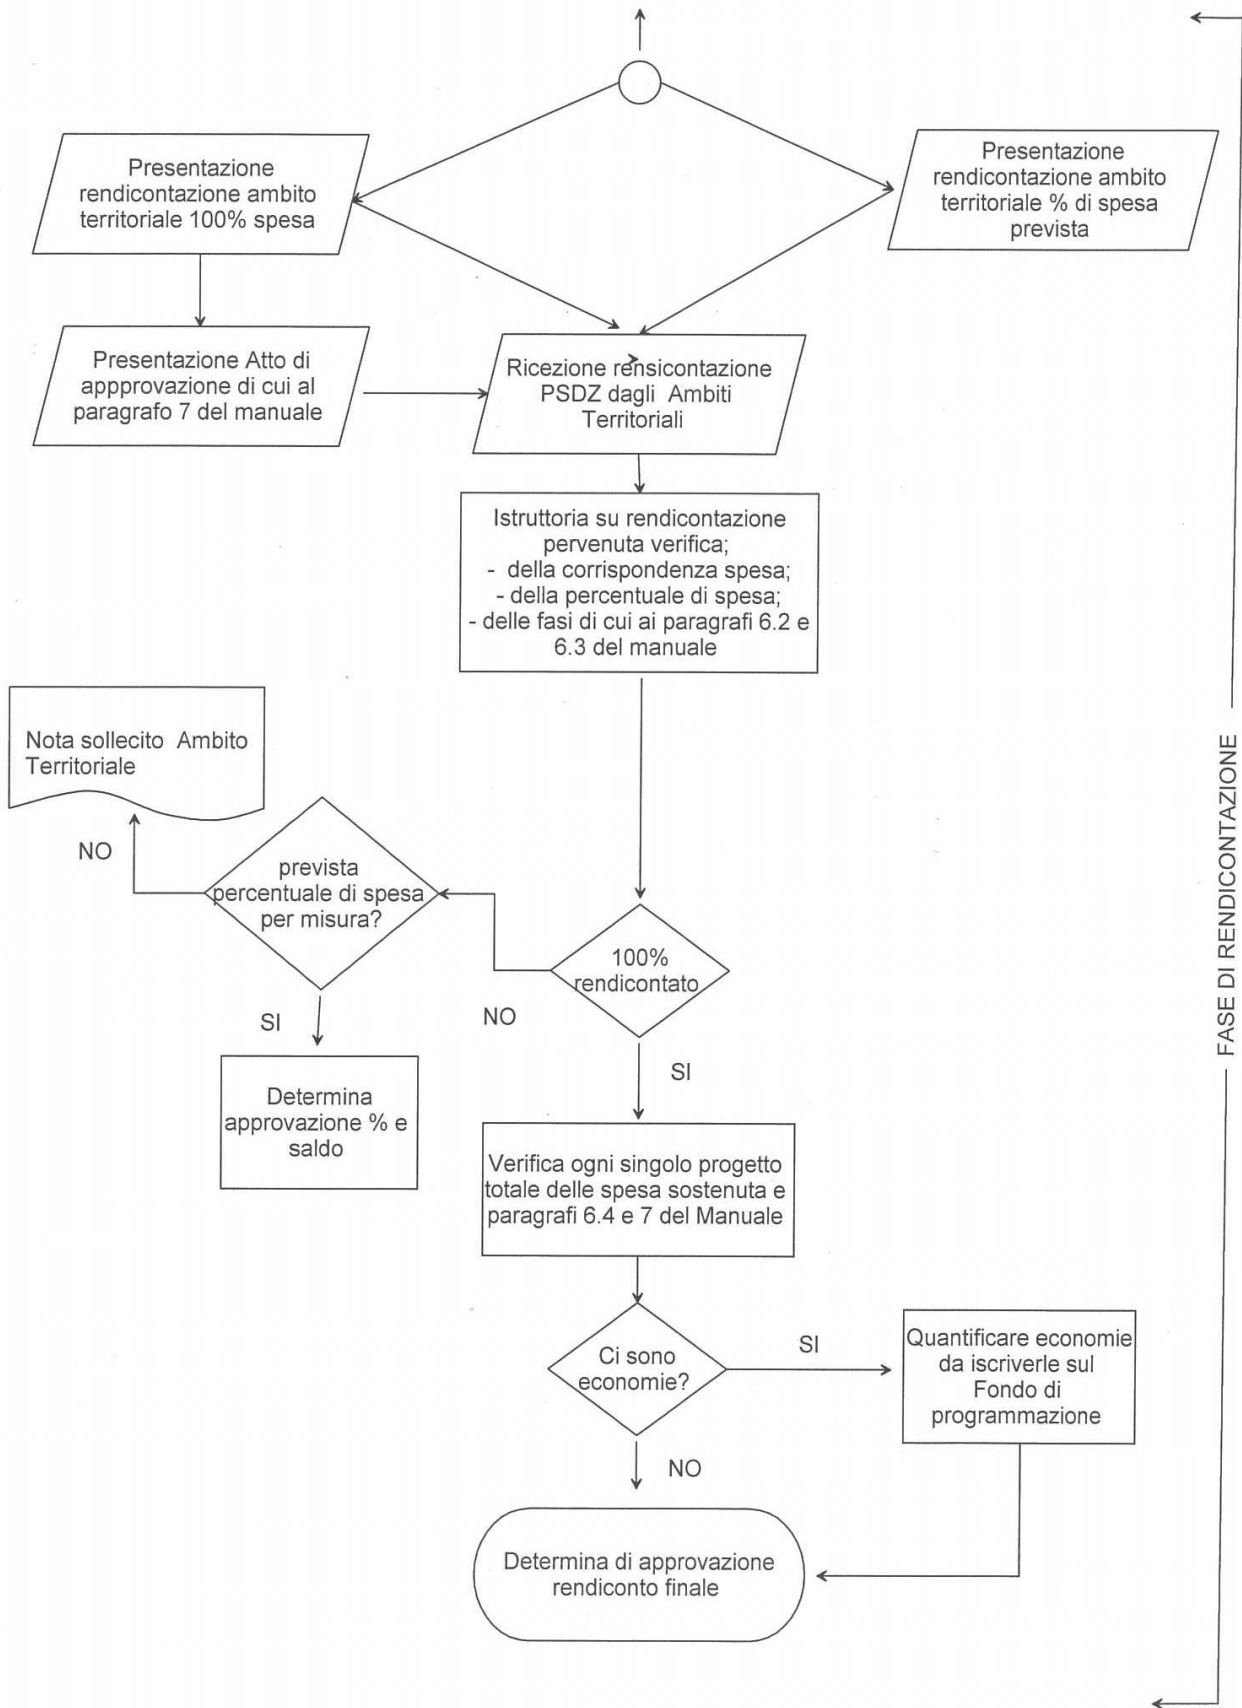 Presentazione
rendicontazione ambito
territoriale 100% spesa
Presentazione
rendicontazione ambito
territoriale % di spesa
prevista
Presentazione Atto di
appprovazione di cui al
paragrafo 7 del manuale
Ricezione rensicontazione
PSDZ dagli Ambiti
Territoriali
Istruttoria su rendicontazione
pervenuta verifica;
- della corrispondenza spesa;
- della percentuale di spesa;
- delle fasi di cui ai paragrafi 6.2 e
6.3 del manuale
Nota sollecito Ambito
Territoriale
NO
prevista
percentuale di spesa
per misura?
100%
rendicontato
NO
SI
SI
Determina
approvazione % e
saldo
Verifica ogni singolo progetto
totale delle spesa sostenuta e
paragrafi 6.4 e 7 del Manuale
Ci sono
economie?
SI
Quantificare economie
da iscriverle sul
Fondo di
programmazione
NO
Determina di approvazione
rendiconto finale
FASE DI RENDICONTAZIONE